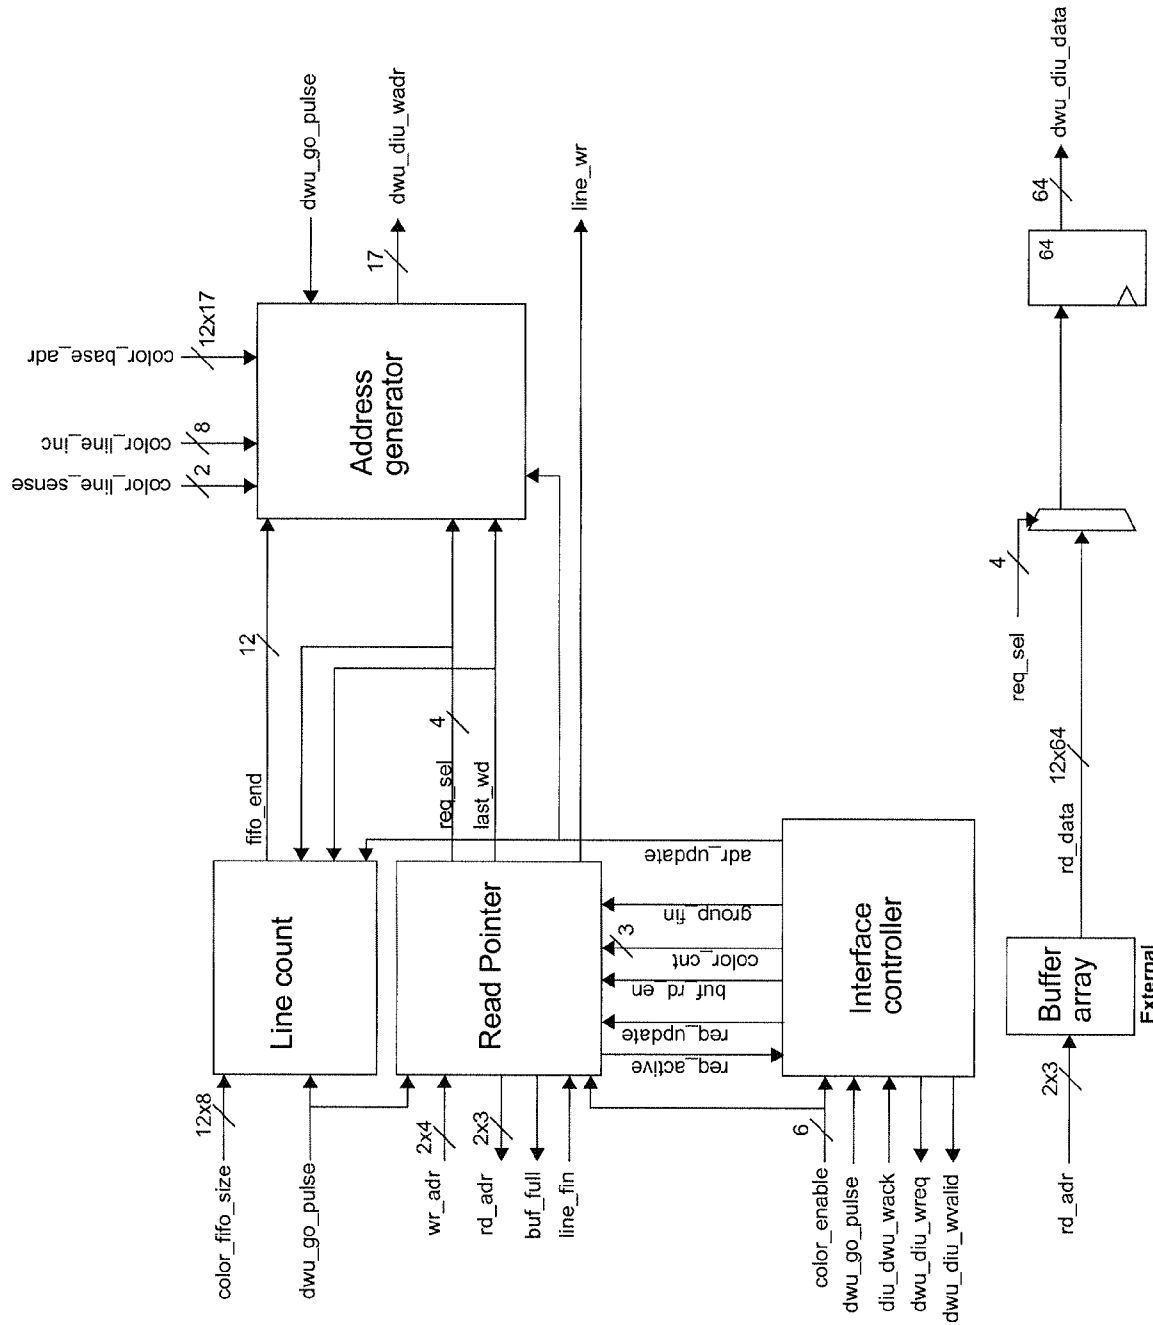 color_line_sense
color_line_inc
color_base_adr
2
8
12x17
dwu_go_pulse
Address
generator
17
dwu_diu_wadr
line_wr
12
fifo_end
4
req_sel
last_wd
color_fifo_size
12x8
dwu_go_pulse
Line count
wr_adr
2x4
rd_adr
2x3
buf_full
line_fin
Read Pointer
req_active
req_update
buf_rd_en
color_cnt
3
group_fin
adr_update
color_enable
6
dwu_go_pulse
diu_dwu_wack
dwu_diu_wreq
dwu_diu_wvalid
Interface
controller
rd_adr
2x3
Buffer
array
External
rd_data
12x64
req_sel
4
64
64
dwu_diu_data